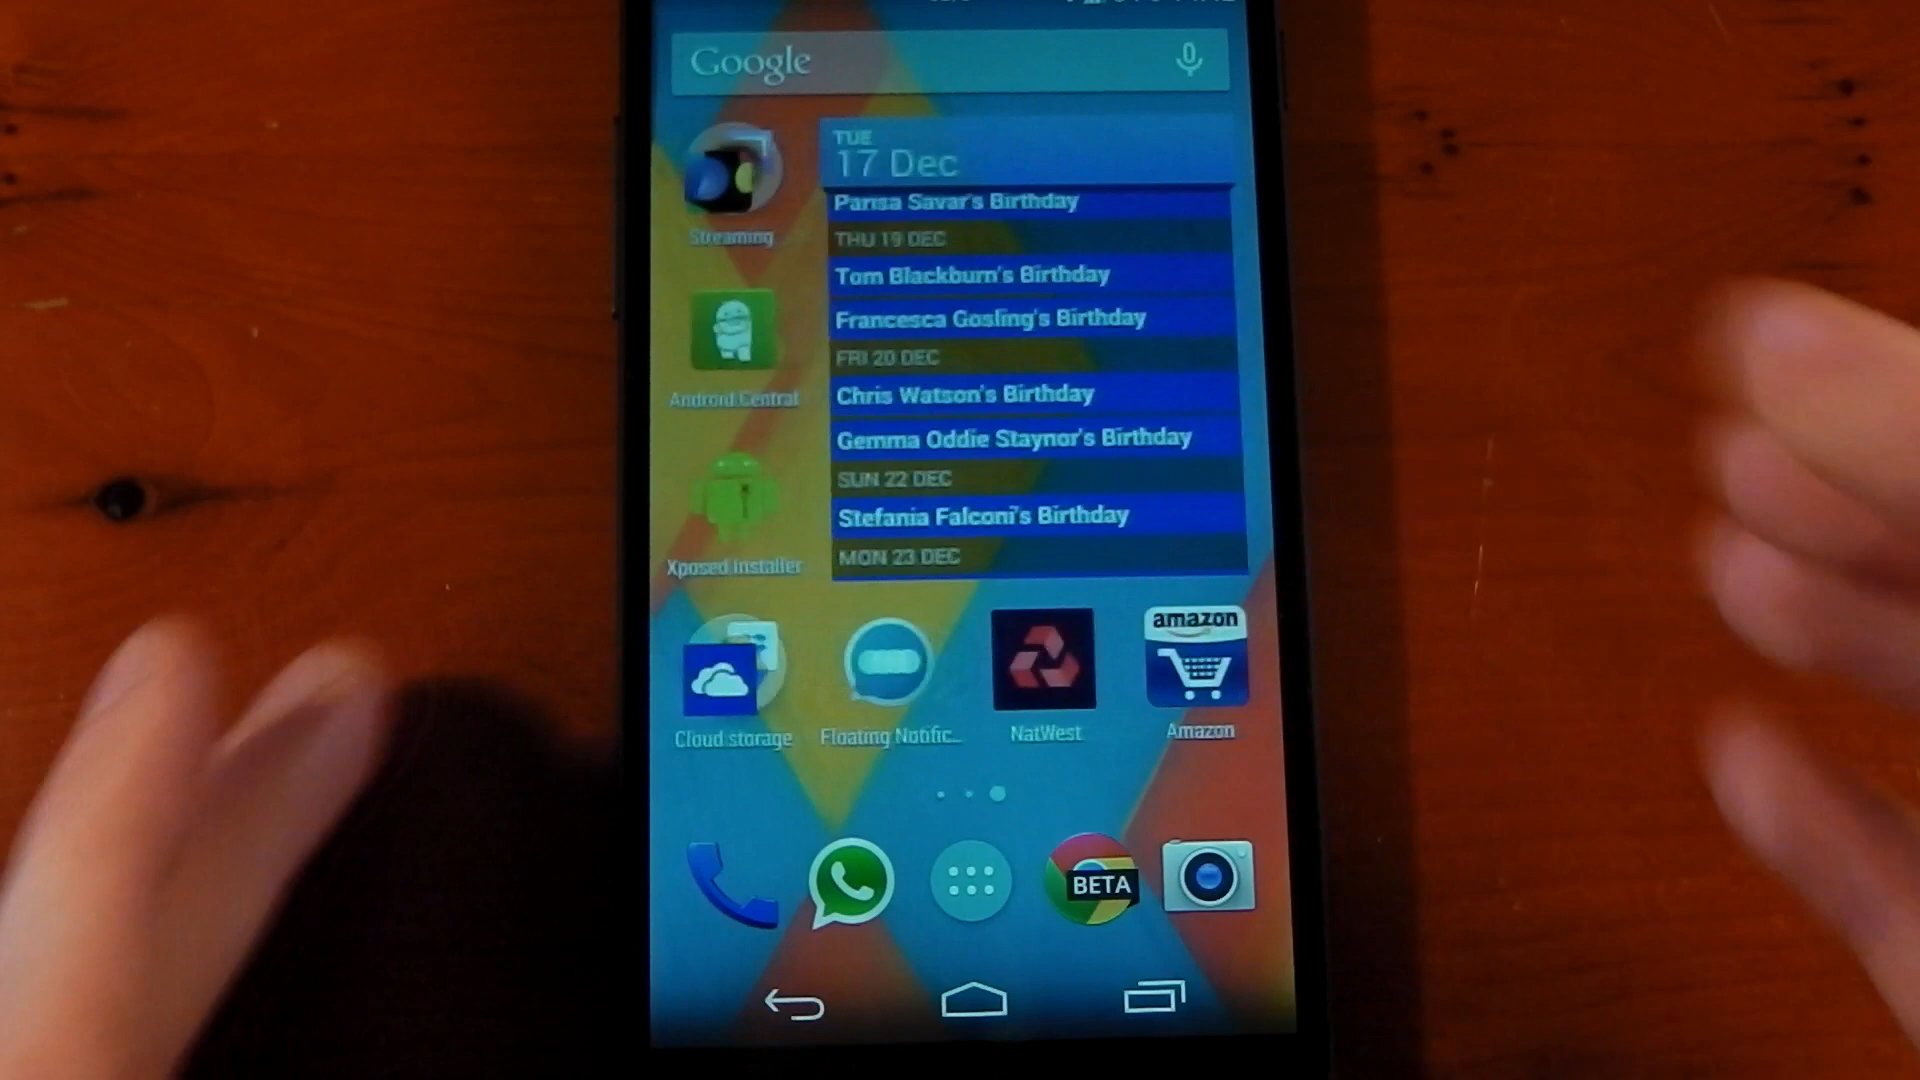 Google
TUE
17 Dec
Parisa Savar's Birthday
THU 19 DEC
Tom Blackburn's Birthday
Francesca Gosling's Birthday
FRI 20 DEC
Chris Watson's Birthday
Gemma Oddie Staynor's Birthday
SUN 22 DEC
Stefania Falconi's Birthday
MON 23 DEC
Streaming
Android Central
Xposed Installer
amazon
Cloud storage
Floating Notific...
NatWest
Amazon
BETA